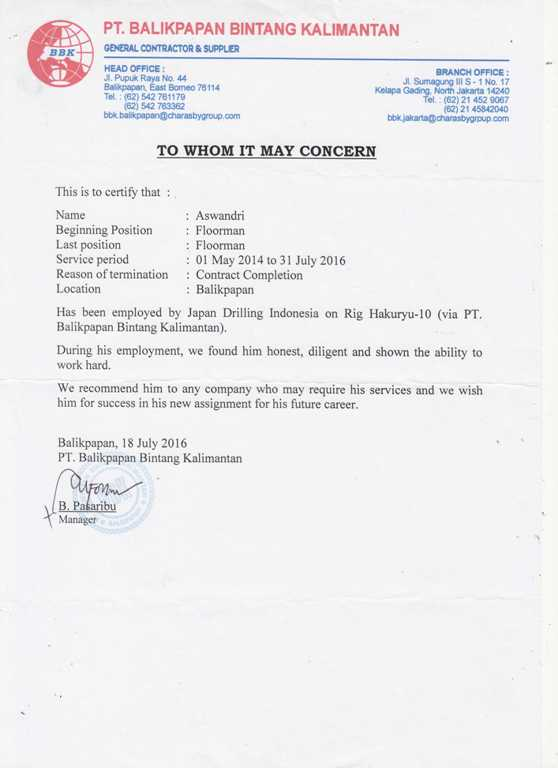 BBK
PT. BALIKPAPAN BINTANG KALIMANTAN
GENERAL CONTRACTOR & SUPPLIER
HEAD OFFICE :
Jl. Pupuk Raya No. 44
Balikpapan, East Borneo 76114
Tel. : (62) 542 761179
(62) 542 763362
bbk.balikpapan@charasbygroup.com
BRANCH OFFICE :
Jl. Sumagung III S - 1 No. 17
Kelapa Gading, North Jakarta 14240
Tel. : (62) 21 452 9067
(62) 21 45842040
bbk.jakarta@charasbygroup.com
TO WHOM IT MAY CONCERN
This is to certify that :
Name : Aswandri
Beginning Position : Floorman
Last position : Floorman
Service period : 01 May 2014 to 31 July 2016
Reason of termination : Contract Completion
Location : Balikpapan
Has been employed by Japan Drilling Indonesia on Rig Hakuryu-10 (via PT.
Balikpapan Bintang Kalimantan).
During his employment, we found him honest, diligent and shown the ability to
work hard.
We recommend him to any company who may require his services and we wish
him for success in his new assignment for his future career.
Balikpapan, 18 July 2016
PT. Balikpapan Bintang Kalimantan
B. Pasaribu
Manager